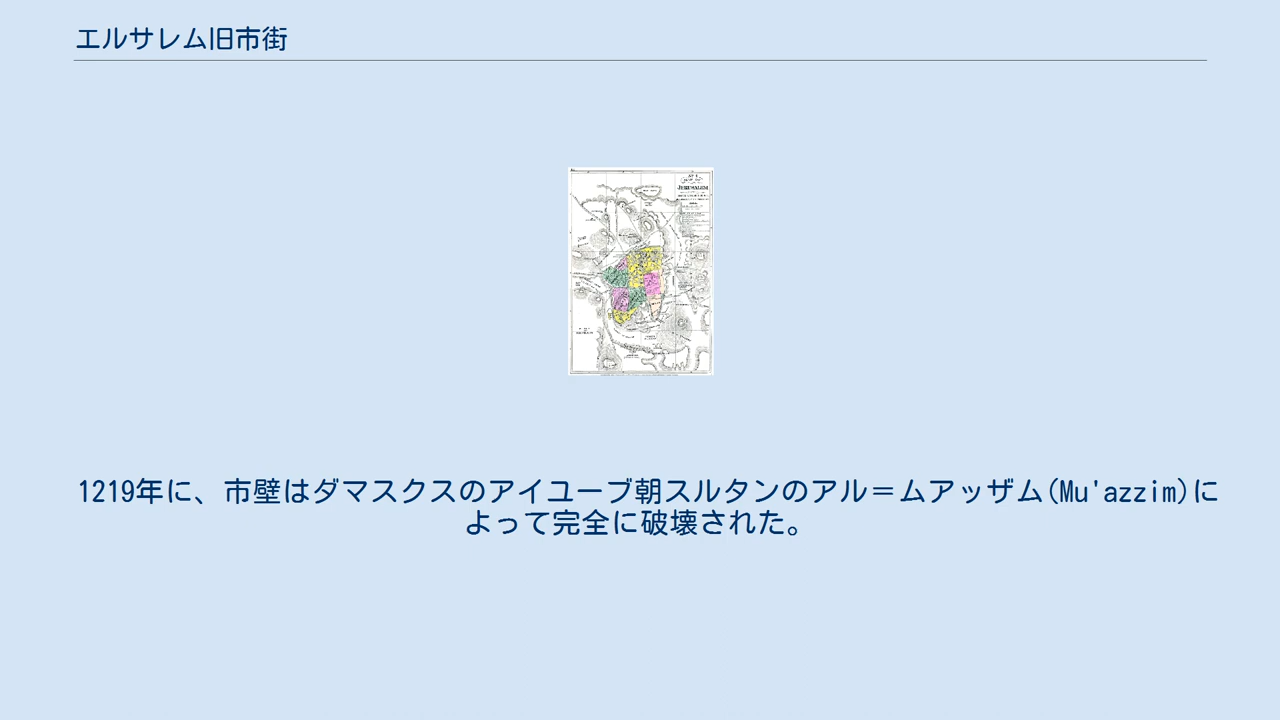 エルサレム旧市街
JERUSALEM
1219年に、市壁はダマスクスのアイユーブ朝スルタンのアル＝ムアッザム(Mu'azzim)に
よって完全に破壊された。